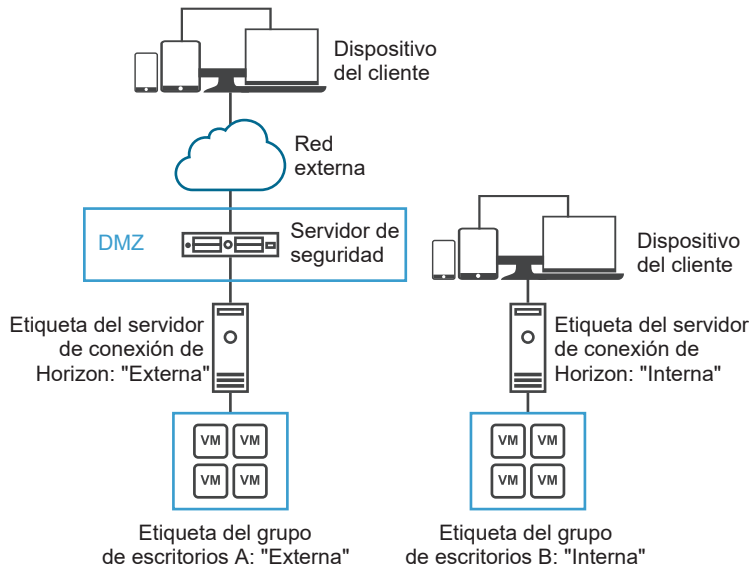 Dispositivo
del cliente
Red
externa
DMZ
Servidor de
seguridad
Dispositivo
del cliente
Etiqueta del servidor
de conexión de
Horizon: "Externa"
Etiqueta del servidor
de conexión de
Horizon: "Interna"
VM VM
VM VM
VM VM
VM VM
Etiqueta del grupo
de escritorios A: "Externa"
Etiqueta del grupo
de escritorios B: "Interna"